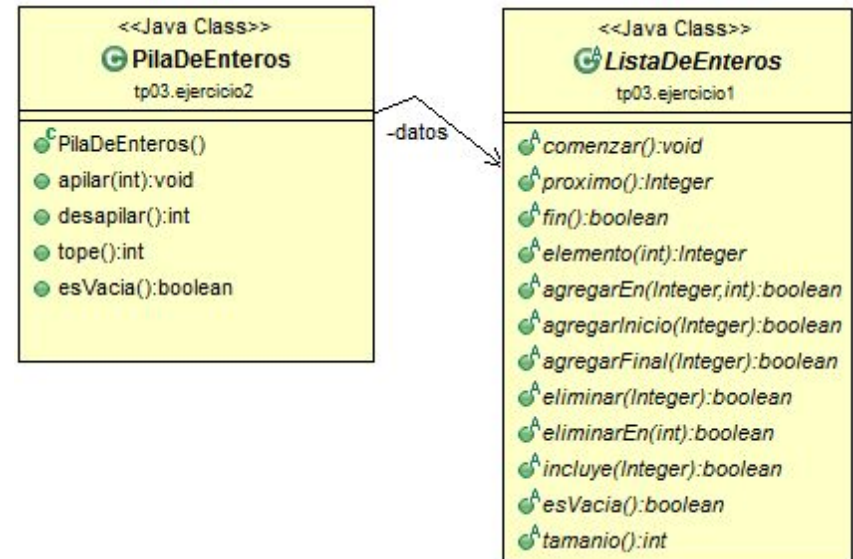 <<Java Class>>
PilaDeEnteros
tp03.ejercicio2
PilaDeEnteros()
apilar(int):void
desapilar():int
tope():int
esVacia():boolean
-datos
<<Java Class>>
ListaDeEnteros
tp03.ejercicio1
comenzar():void
proximo():Integer
fin():boolean
elemento(int):Integer
agregarEn(Integer,int):boolean
agregarInicio(Integer):boolean
agregarFinal(Integer):boolean
eliminar(Integer):boolean
eliminarEn(int):boolean
incluye(Integer):boolean
esVacia():boolean
tamanio():int